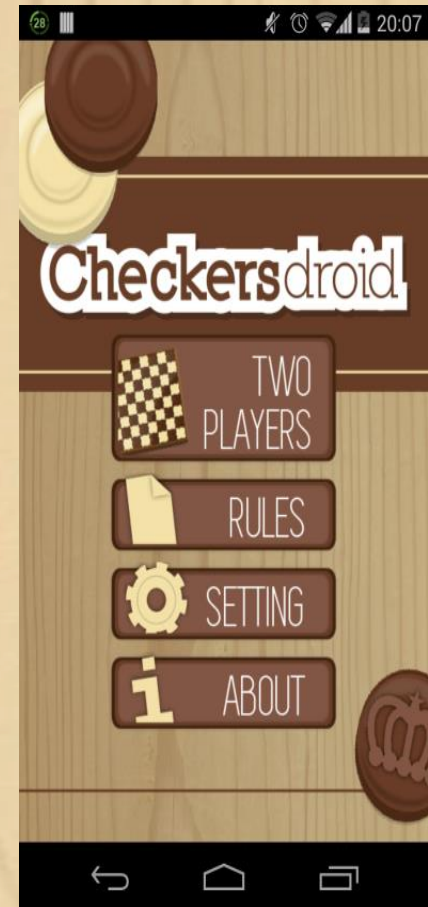 28
20:07
Checkersdroid
TWO
PLAYERS
RULES
SETTING
ABOUT